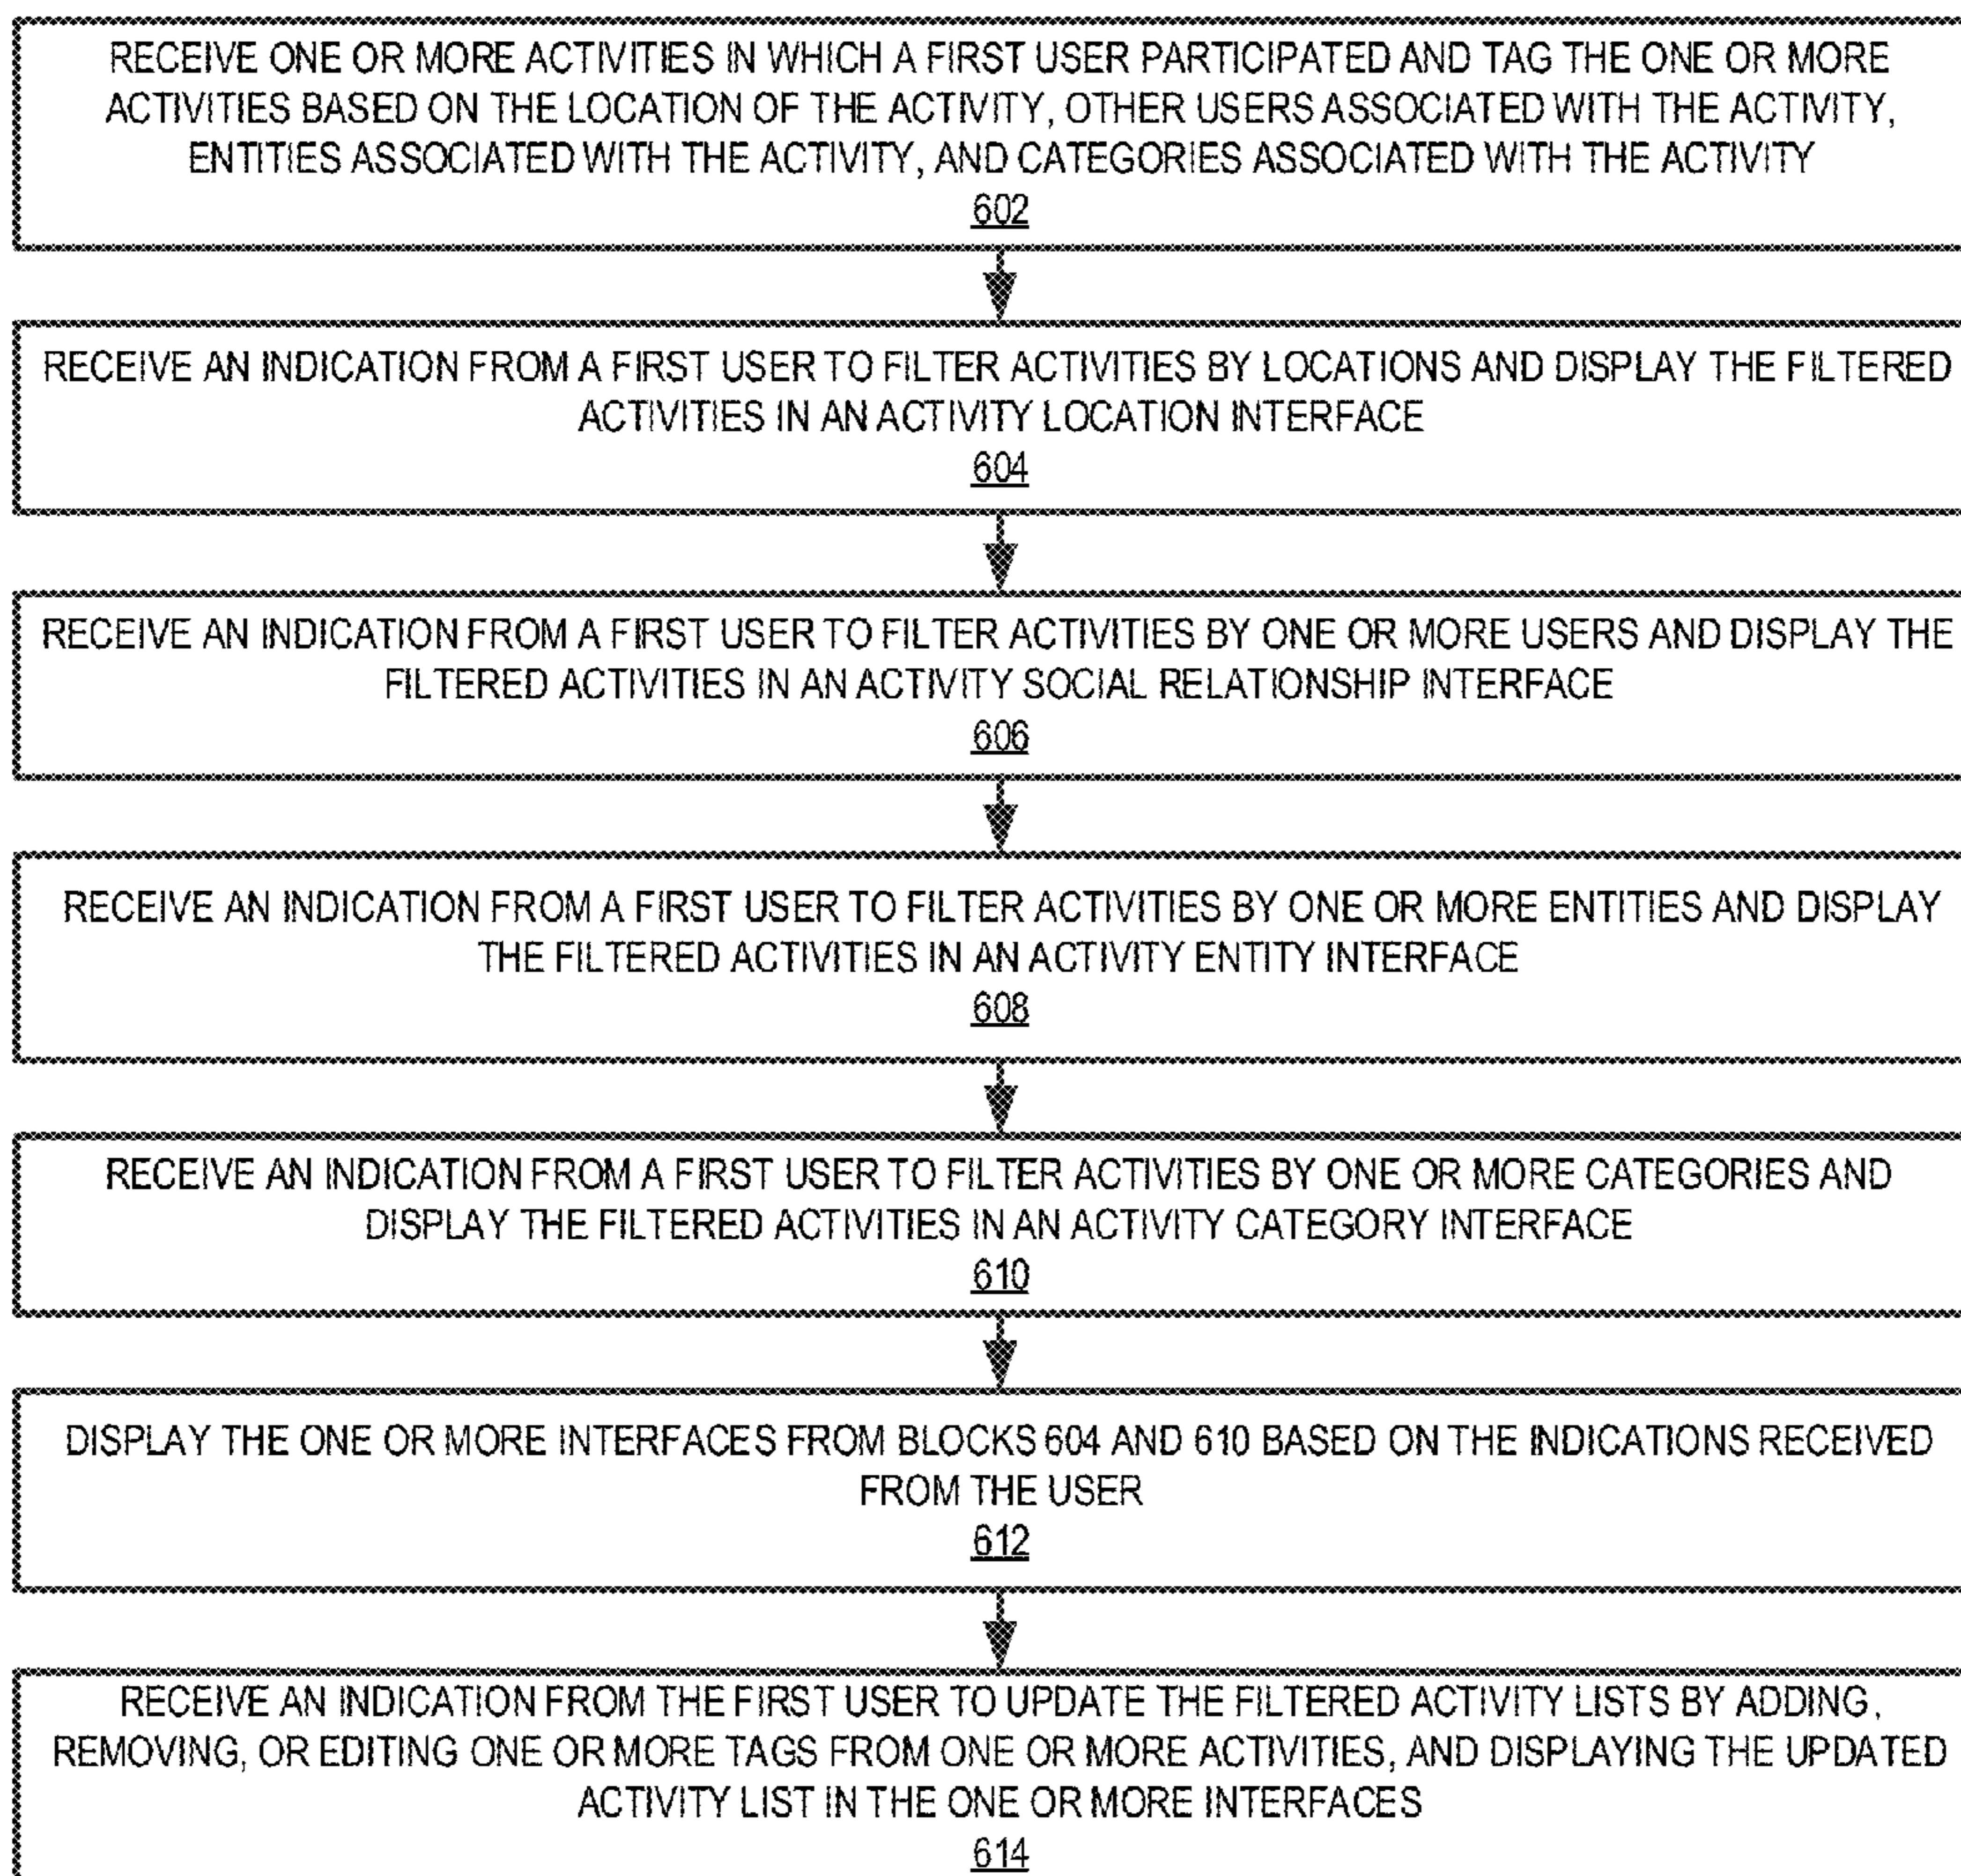 RECEIVE ONE OR MORE ACTIVITIES IN WHICH A FIRST USER PARTICIPATED AND TAG THE ONE OR MORE
ACTIVITIES BASED ON THE LOCATION OF THE ACTIVITY, OTHER USERS ASSOCIATED WITH THE ACTIVITY,
ENTITIES ASSOCIATED WITH THE ACTIVITY, AND CATEGORIES ASSOCIATED WITH THE ACTIVITY
602
RECEIVE AN INDICATION FROM A FIRST USER TO FILTER ACTIVITIES BY LOCATIONS AND DISPLAY THE FILTERED
ACTIVITIES IN AN ACTIVITY LOCATION INTERFACE
604
RECEIVE AN INDICATION FROM A FIRST USER TO FILTER ACTIVITIES BY ONE OR MORE USERS AND DISPLAY THE
FILTERED ACTIVITIES IN AN ACTIVITY SOCIAL RELATIONSHIP INTERFACE
606
RECEIVE AN INDICATION FROM A FIRST USER TO FILTER ACTIVITIES BY ONE OR MORE ENTITIES AND DISPLAY
THE FILTERED ACTIVITIES IN AN ACTIVITY ENTITY INTERFACE
608
RECEIVE AN INDICATION FROM A FIRST USER TO FILTER ACTIVITIES BY ONE OR MORE CATEGORIES AND
DISPLAY THE FILTERED ACTIVITIES IN AN ACTIVITY CATEGORY INTERFACE
610
DISPLAY THE ONE OR MORE INTERFACES FROM BLOCKS 604 AND 610 BASED ON THE INDICATIONS RECEIVED
FROM THE USER
612
RECEIVE AN INDICATION FROM THE FIRST USER TO UPDATE THE FILTERED ACTIVITY LISTS BY ADDING,
REMOVING, OR EDITING ONE OR MORE TAGS FROM ONE OR MORE ACTIVITIES, AND DISPLAYING THE UPDATED
ACTIVITY LIST IN THE ONE OR MORE INTERFACES
614